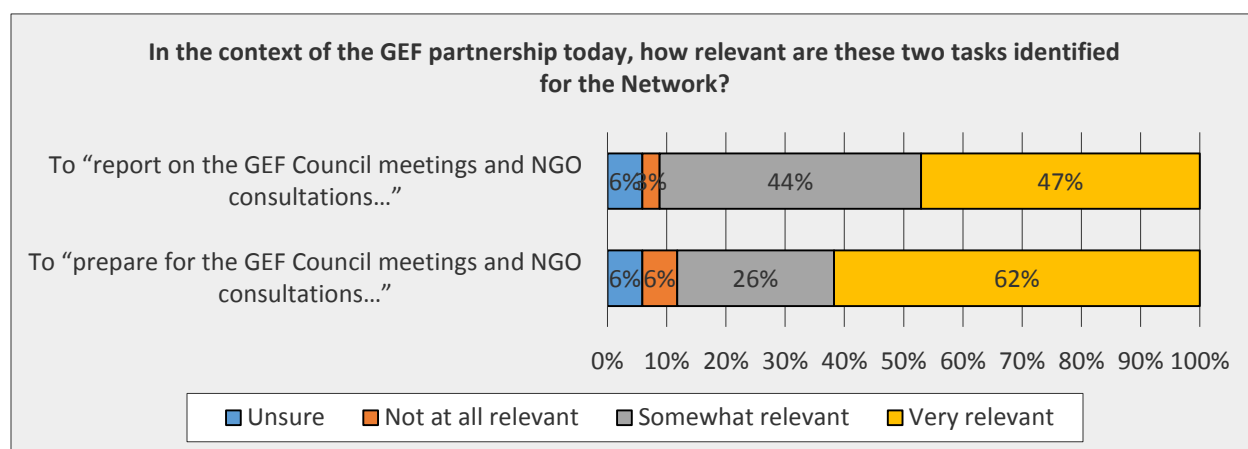 In the context of the GEF partnership today, how relevant are these two tasks identified
for the Network?
To “report on the GEF Council meetings and NGO
consultations…”
6% 3% 44% 47%
To “prepare for the GEF Council meetings and NGO
consultations…”
6% 6% 26% 62%
0% 10% 20% 30% 40% 50% 60% 70% 80% 90% 100%
Unsure Not at all relevant Somewhat relevant Very relevant